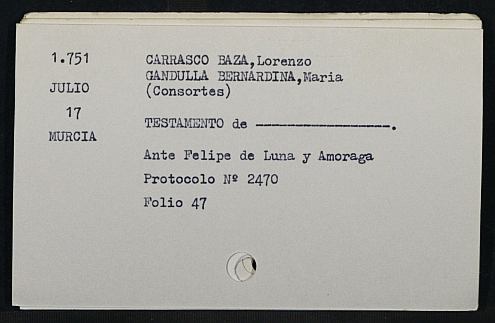 1.751
JULIO
17
MURCIA
CARRASCO BAZA,Lorenzo
GANDULLA BERNARDINA,Maria
(Consortes)
TESTAMENTO de -----------------.
Ante Felipe de Luna y Amoraga
Protocolo Nº 2470
Folio 47